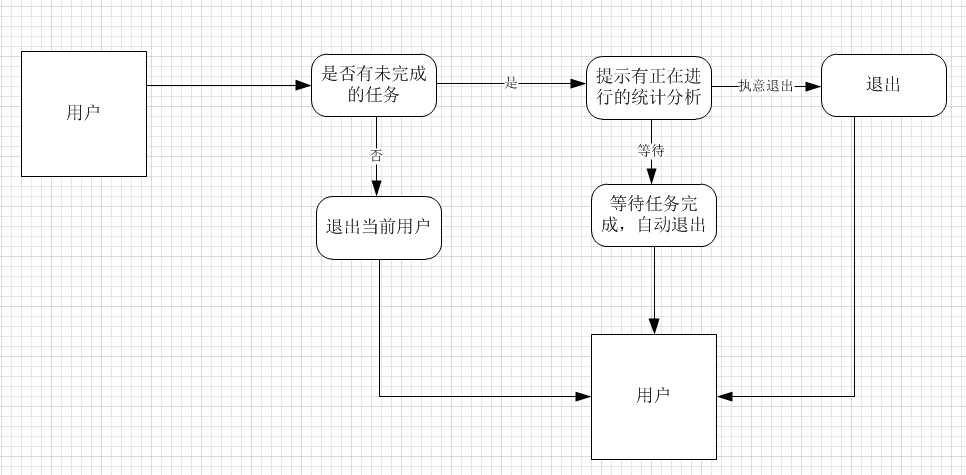 用户
是否有未完成
的任务
是
提示有正在进
行的统计分析
执意退出
退出
否
等待
退出当前用户
等待任务完
成，自动退出
用户